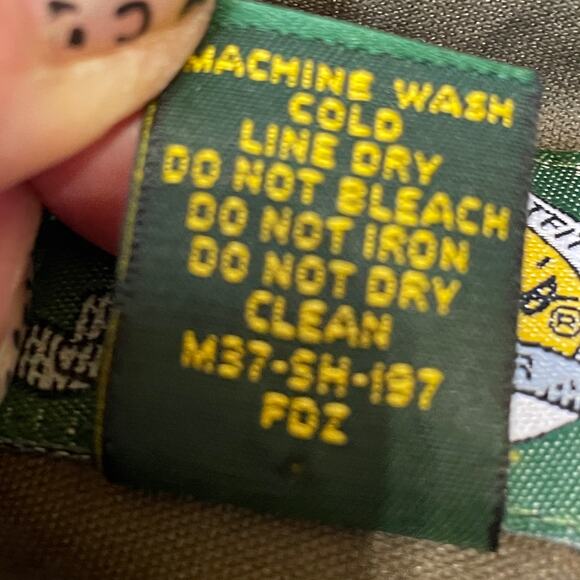 MACHINE WASH
COLD
LINE DRY
DO NOT BLEACH
DO NOT IRON
DO NOT DRY
CLEAN
M37-SH-197
FDZ
®